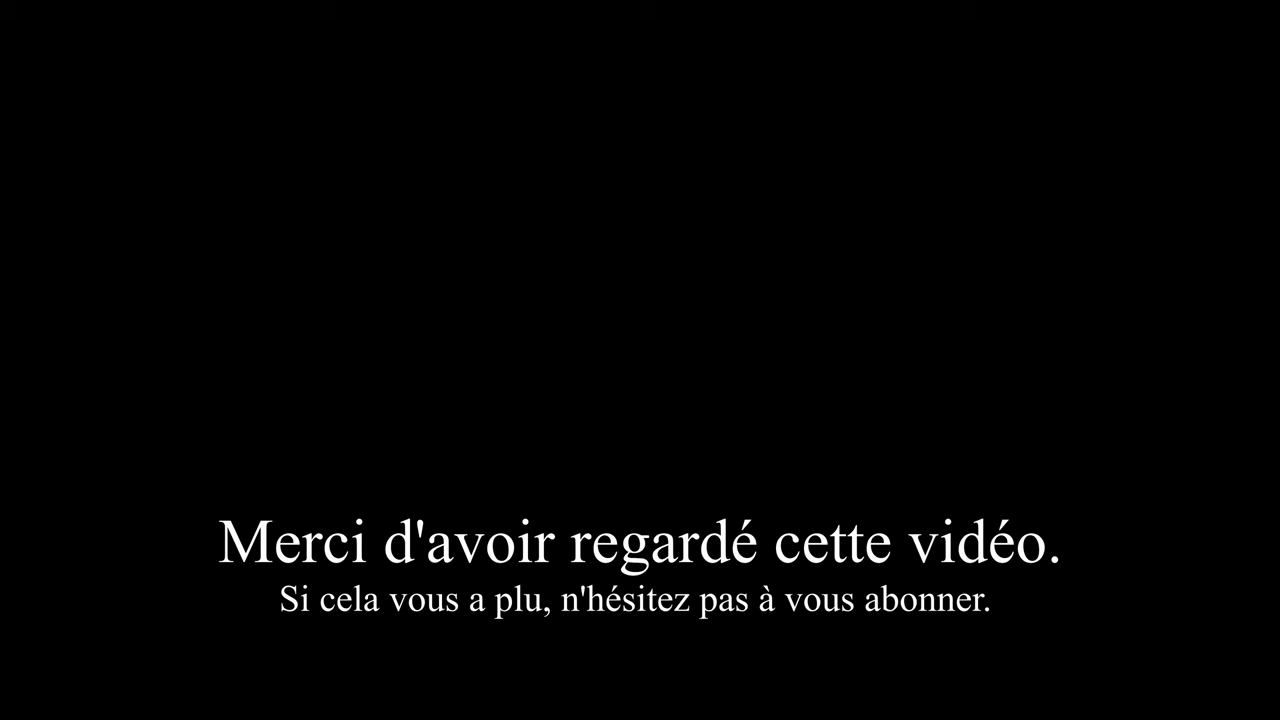 Merci d'avoir regardé cette vidéo.
Si cela vous a plu, n'hésitez pas à vous abonner.